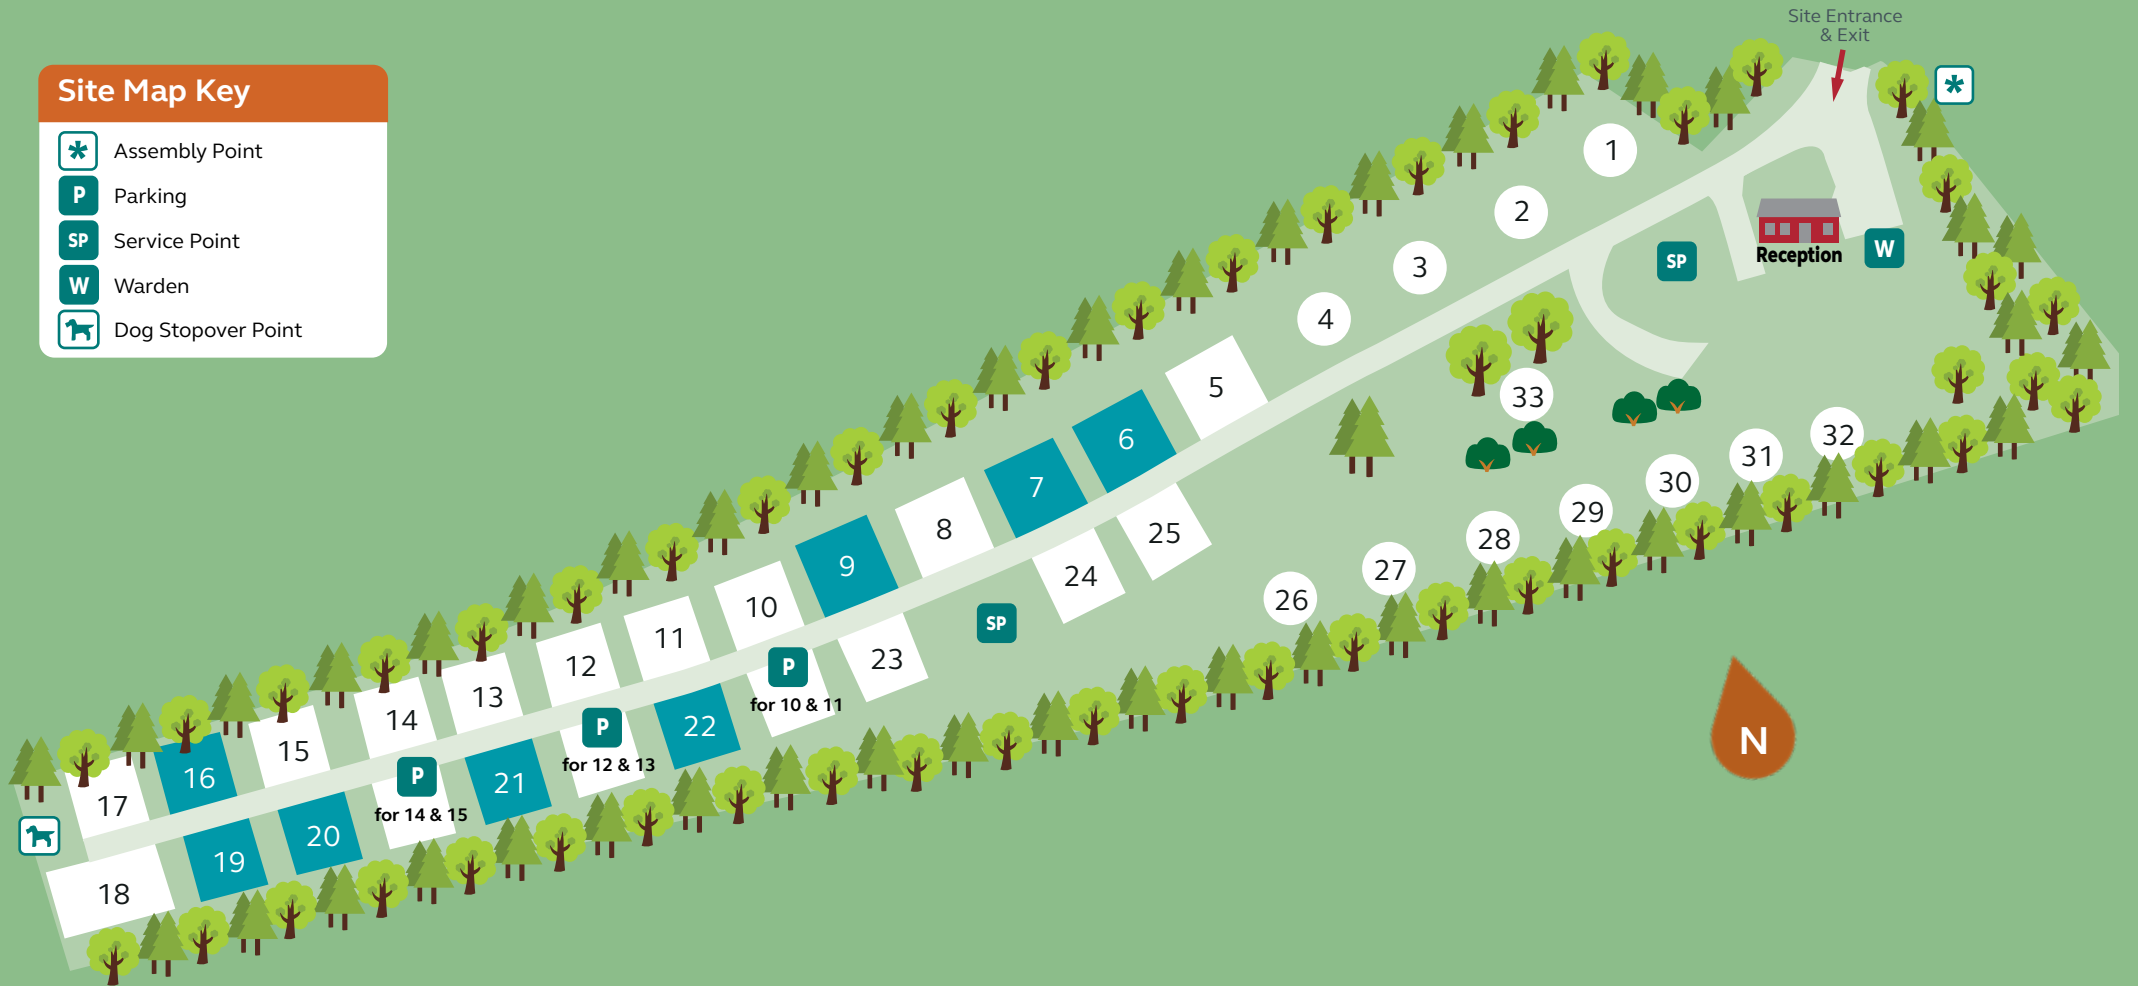 Site Entrance
& Exit
Site Map Key
* Assembly Point
P Parking
SP Service Point
W Warden
Dog Stopover Point
*
1
2
3
4
5
6
7
8
9
10
11
12
13
14
15
16
17
18
19
20
21
22
23
24
25
26
27
28
29
30
31
32
33
SP
Reception
W
SP
P
for 10 & 11
P
for 12 & 13
P
for 14 & 15
N